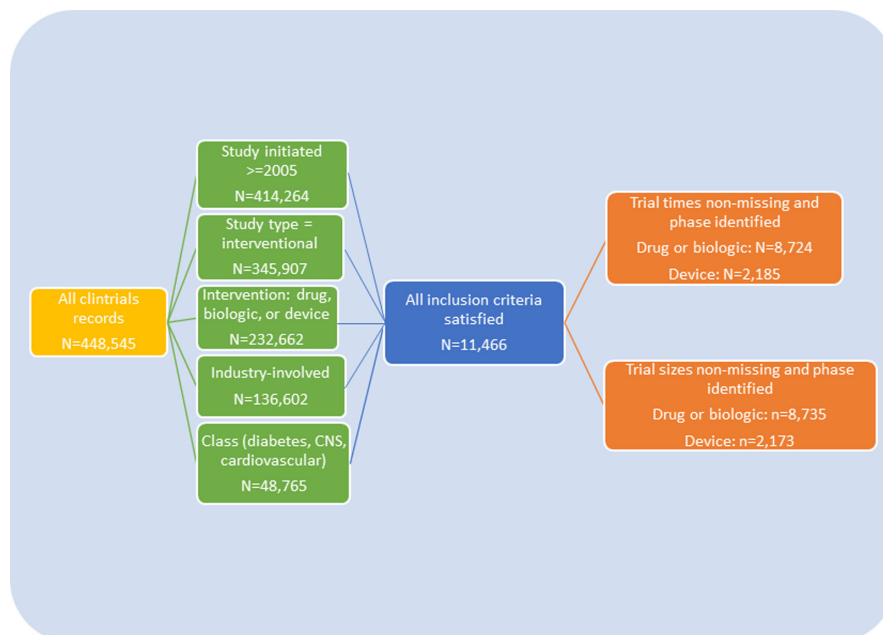 All clintrials
records
N=448,545
Study initiated
>=2005
N=414,264
Study type =
interventional
N=345,907
Intervention: drug,
biologic, or device
N=232,662
Industry-involved
N=136,602
Class (diabetes, CNS,
cardiovascular)
N=48,765
All inclusion criteria
satisfied
N=11,466
Trial times non-missing and
phase identified
Drug or biologic: N=8,724
Device: N=2,185
Trial sizes non-missing and phase
identified
Drug or biologic: n=8,735
Device: n=2,173